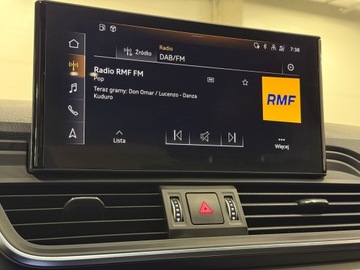 7:38
Źródło
Radio
DAB/FM
Radio RMF FM
Pop
Teraz gramy: Don Omar / Lucenzo - Danza
Kuduro
RMF
Lista
Więcej